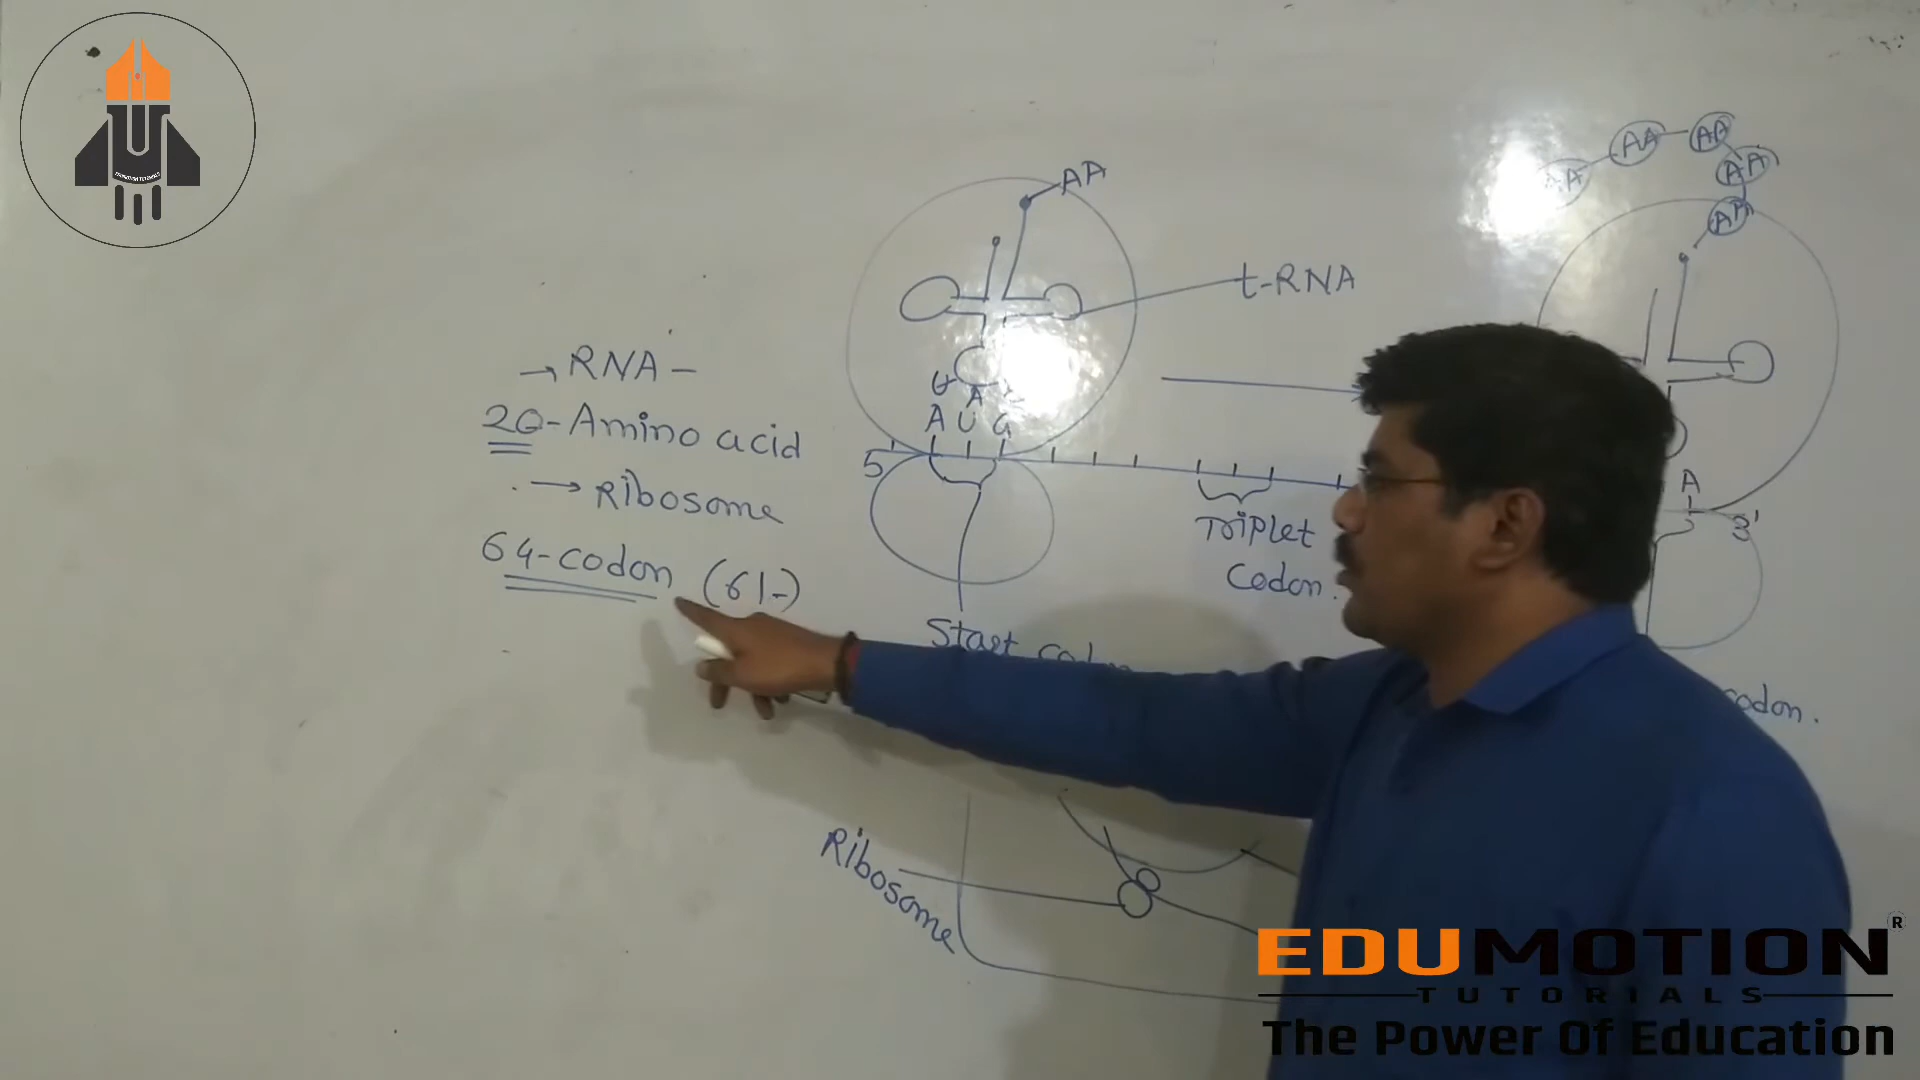 → RNA -
20- Amino acid
→ Ribosome
64-codon (61-)
AA
t-RNA
A
A U G
5'
Start codon
Triplet
Codon.
AA
AA
AA
AA
AA
A
3'
codon.
Ribosome
EDUMOTION®
TUTORIALS
The Power Of Education